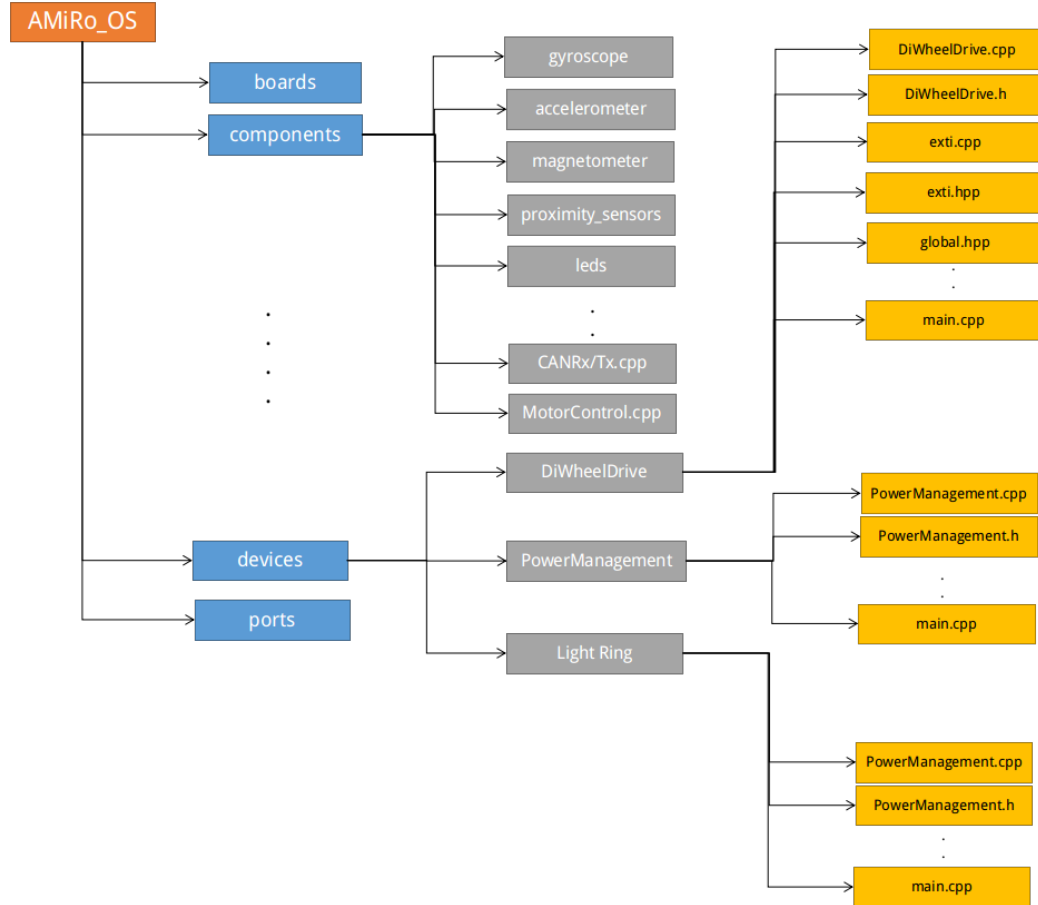 AMiRo_OS
boards
components
devices
ports
gyroscope
accelerometer
magnetometer
proximity_sensors
leds
CANRx/Tx.cpp
MotorControl.cpp
DiWheelDrive
PowerManagement
Light Ring
DiWheelDrive.cpp
DiWheelDrive.h
exti.cpp
exti.hpp
global.hpp
main.cpp
PowerManagement.cpp
PowerManagement.h
main.cpp
PowerManagement.cpp
PowerManagement.h
main.cpp